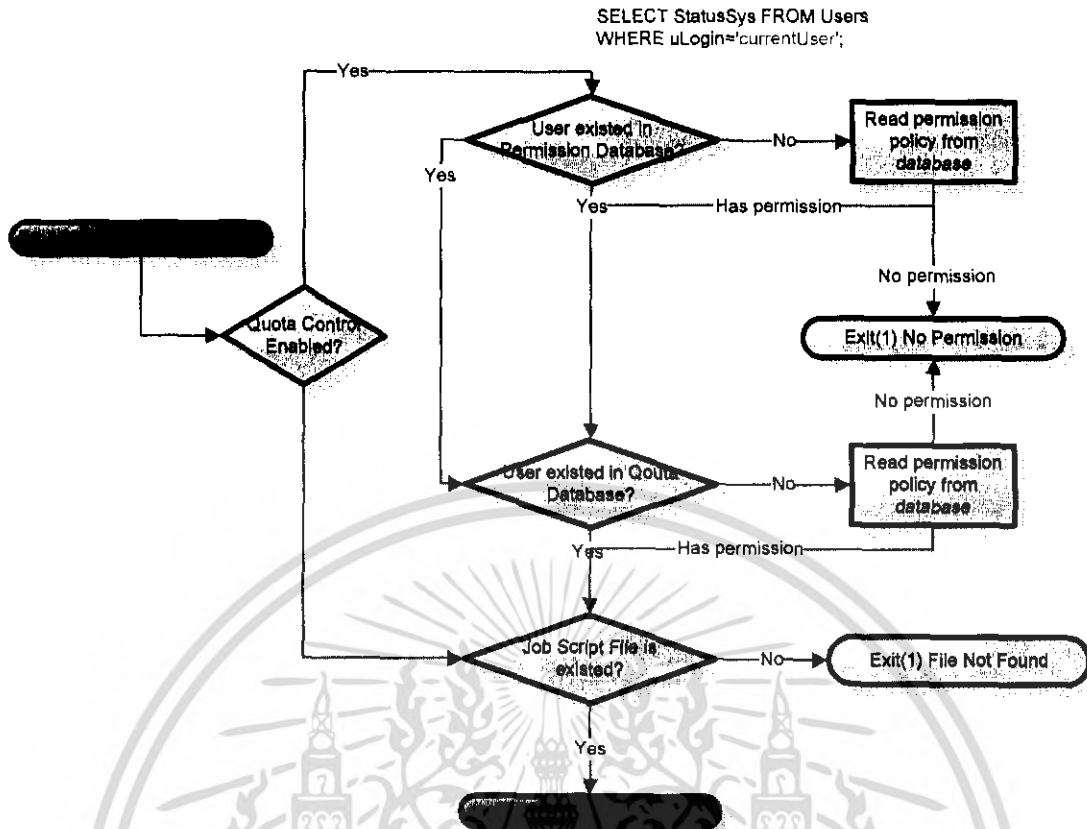 SELECT StatusSys FROM Users
WHERE uLogin='currentUser';
Yes
User existed in
Permission Database?
No
Read permission
policy from
database
Yes
Yes
Has permission
No permission
Quota Control
Enabled?
Exit(1) No Permission
No permission
User existed in Qouta
Database?
No
Read permission
policy from
database
Yes
Has permission
Job Script File is
existed?
No
Exit(1) File Not Found
Yes